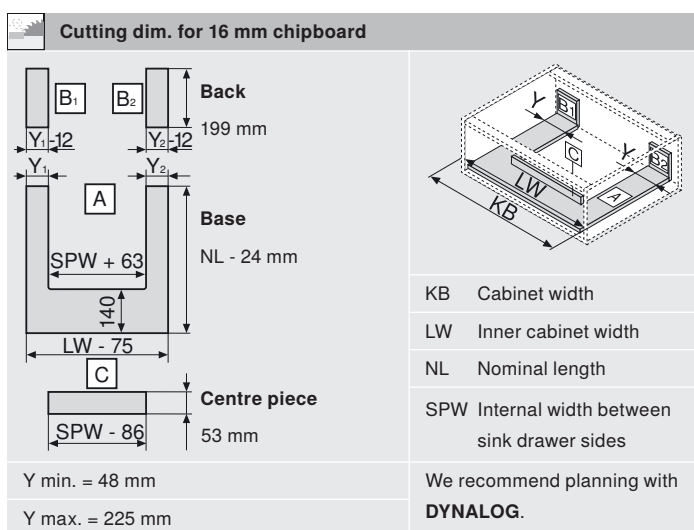 Cutting dim. for 16 mm chipboard
B1
B2
Back
199 mm
Y1-12
Y2-12
Y1
Y2
A
Base
NL - 24 mm
SPW + 63
140
LW - 75
C
Centre piece
53 mm
SPW - 86
Y min. = 48 mm
Y max. = 225 mm
Y
B1
C
Y
B2
LW
A
KB
KB Cabinet width
LW Inner cabinet width
NL Nominal length
SPW Internal width between
sink drawer sides
We recommend planning with
DYNALOG.